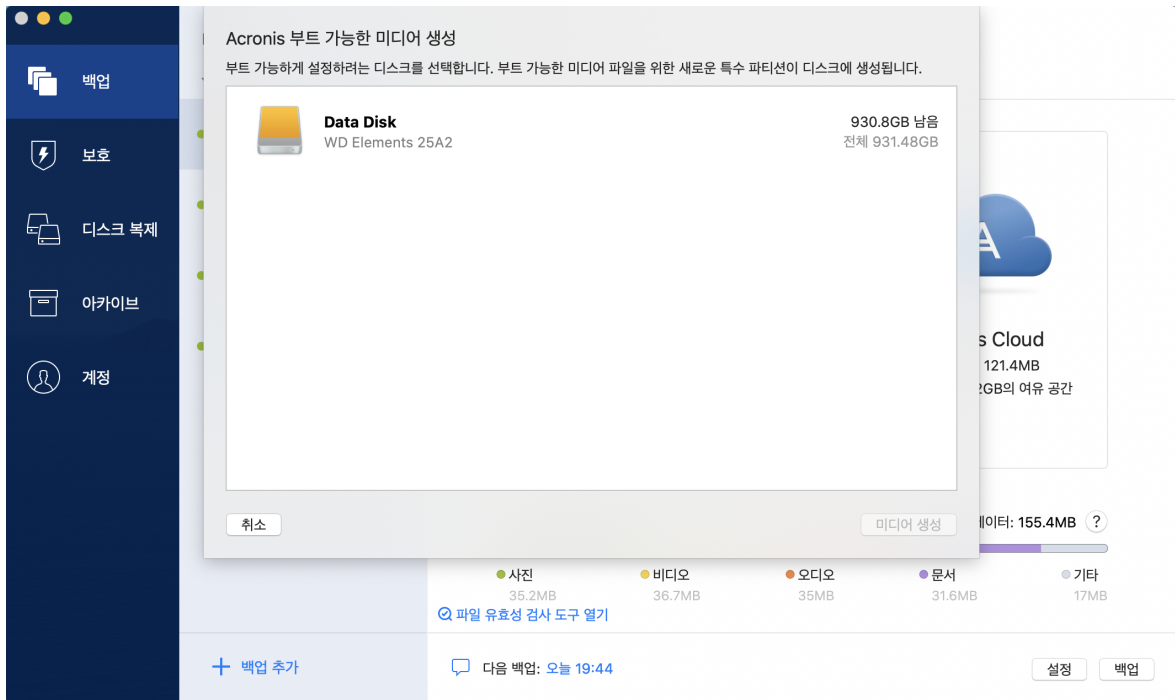 백업
보호
디스크 복제
아카이브
계정
Acronis 부트 가능한 미디어 생성
부트 가능하게 설정하려는 디스크를 선택합니다. 부트 가능한 미디어 파일을 위한 새로운 특수 파티션이 디스크에 생성됩니다.
Data Disk
930.8GB 남음
WD Elements 25A2
전체 931.48GB
취소
미디어 생성
A
s Cloud
121.4MB
GB의 여유 공간
이터: 155.4MB ?
사진
비디오
오디오
문서
기타
35.2MB
36.7MB
35MB
31.6MB
17MB
파일 유효성 검사 도구 열기
백업 추가
다음 백업: 오늘 19:44
설정
백업